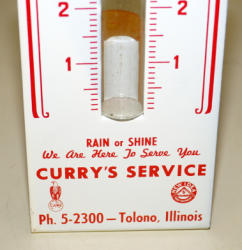 2 2
1 1
RAIN or SHINE
We Are Here To Serve You
CURRY'S SERVICE
Ph. 5-2300 — Tolono, Illinois